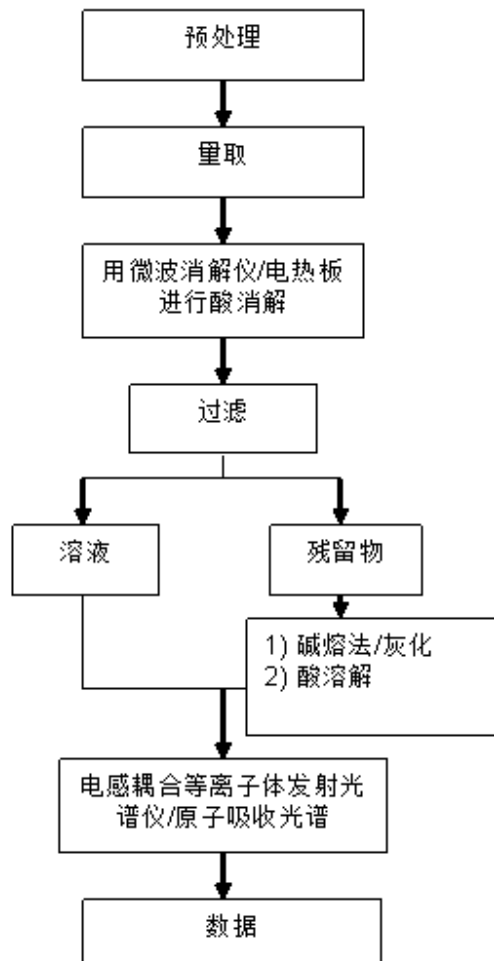 预处理
量取
用微波消解仪/电热板
进行酸消解
过滤
溶液
残留物
1) 碱熔法/灰化
2) 酸溶解
电感耦合等离子体发射光
谱仪/原子吸收光谱
数据